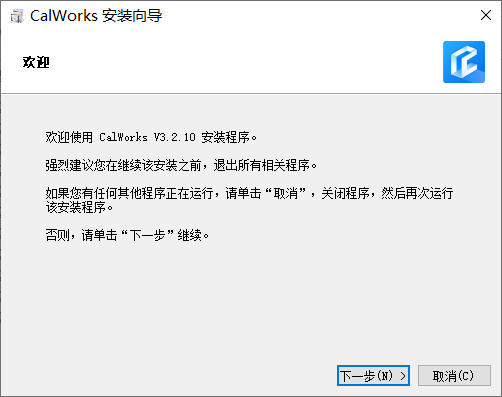 CalWorks 安装向导
欢迎
欢迎使用 CalWorks V3.2.10 安装程序。
强烈建议您在继续该安装之前，退出所有相关程序。
如果您有任何其他程序正在运行，请单击“取消”，关闭程序，然后再次运行
该安装程序。
否则，请单击“下一步”继续。
下一步(N) >
取消(C)